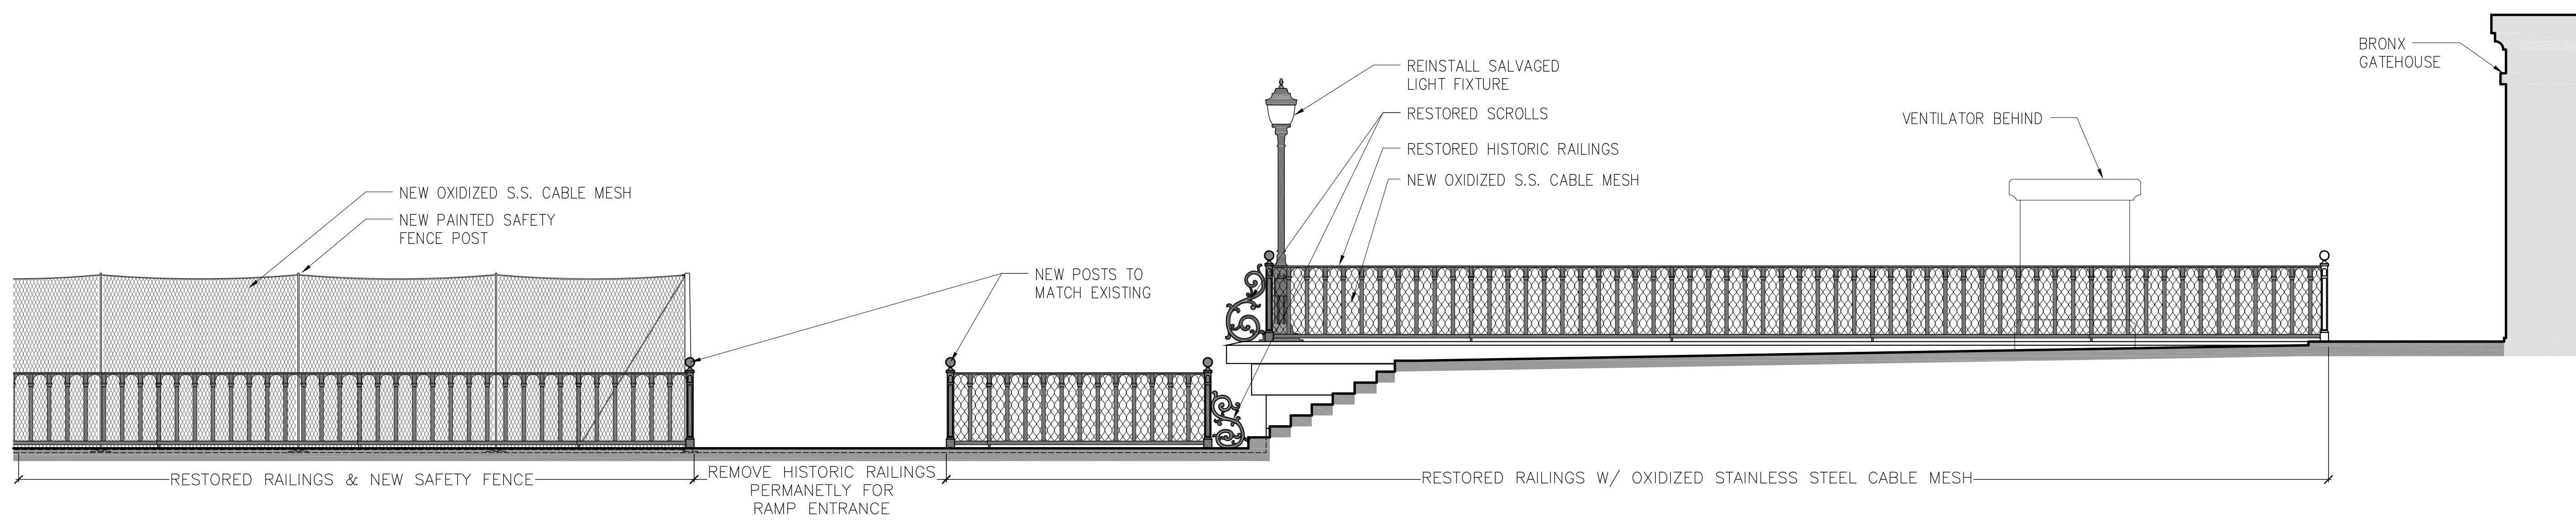 BRONX
GATEHOUSE
REINSTALL SALVAGED
LIGHT FIXTURE
RESTORED SCROLLS
VENTILATOR BEHIND
RESTORED HISTORIC RAILINGS
NEW OXIDIZED S.S. CABLE MESH
NEW OXIDIZED S.S. CABLE MESH
NEW PAINTED SAFETY
FENCE POST
NEW POSTS TO
MATCH EXISTING
RESTORED RAILINGS & NEW SAFETY FENCE
REMOVE HISTORIC RAILINGS
PERMANETLY FOR
RAMP ENTRANCE
RESTORED RAILINGS W/ OXIDIZED STAINLESS STEEL CABLE MESH